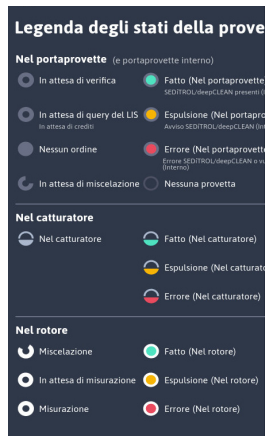 Legenda degli stati della prove
Nel portaprovette (e portaprovette interno)
In attesa di verifica
Fatto (Nel portaprovette)
SEDiTROL/deepCLEAN presenti
In attesa di query del LIS
In attesa di crediti
Espulsione (Nel portapro
Avviso SEDiTROL/deepCLEAN
Nessun ordine
Errore (Nel portaprovette
Errore SEDiTROL/deepCLEAN o
(Interno)
In attesa di miscelazione
Nessuna provetta
Nel catturatore
Nel catturatore
Fatto (Nel catturatore)
Espulsione (Nel catturato
Errore (Nel catturatore)
Nel rotore
Miscelazione
Fatto (Nel rotore)
In attesa di misurazione
Espulsione (Nel rotore)
Misurazione
Errore (Nel rotore)